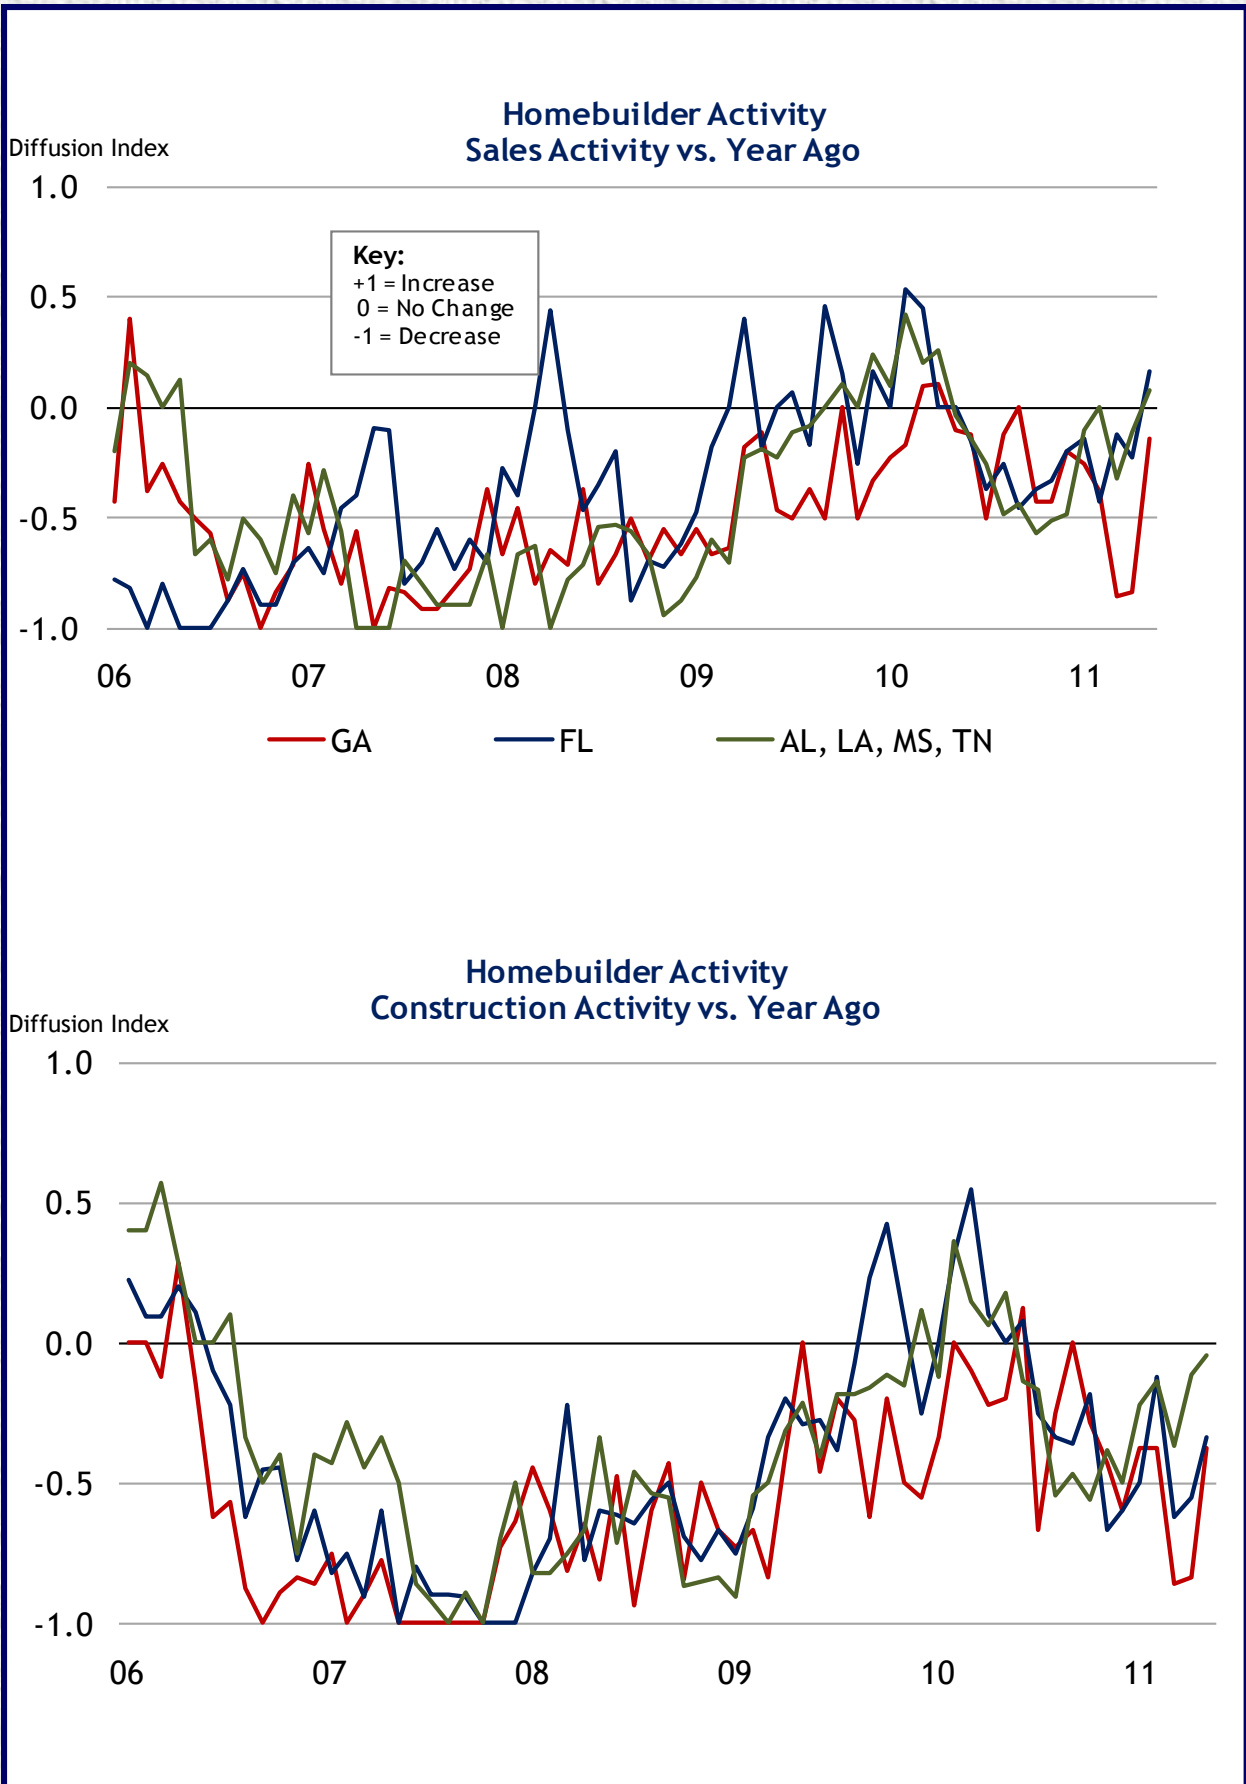 Homebuilder Activity
Sales Activity vs. Year Ago
Diffusion Index
1.0
Key:
+1 = Increase
0 = No Change
-1 = Decrease
0.5
0.0
-0.5
-1.0
06 07 08 09 10 11
GA FL AL, LA, MS, TN
Homebuilder Activity
Construction Activity vs. Year Ago
Diffusion Index
1.0
0.5
0.0
-0.5
-1.0
06 07 08 09 10 11